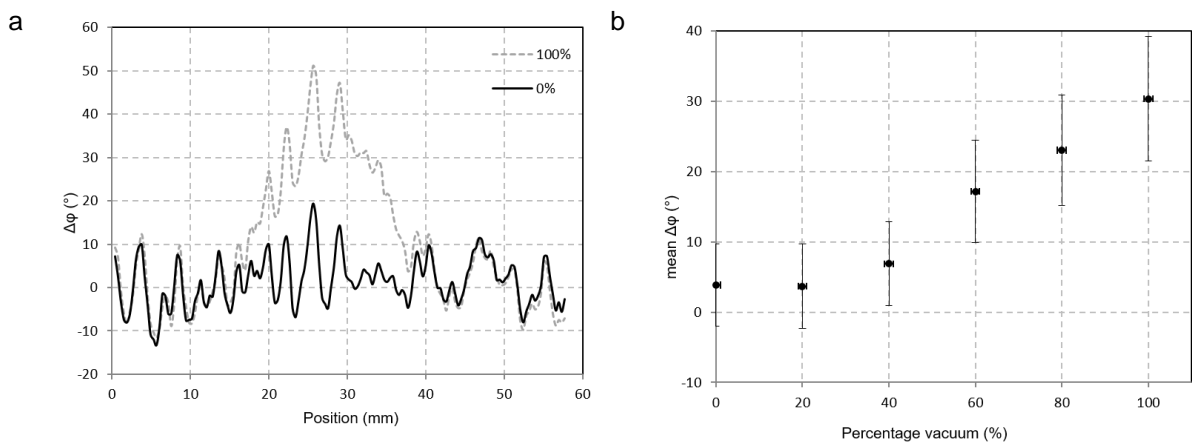 a
60
50
40
30
20
10
0
-10
-20
Δφ (°)
100%
0%
0 10 20 30 40 50 60
Position (mm)
b
40
30
20
10
0
-10
mean Δφ (°)
0 20 40 60 80 100
Percentage vacuum (%)